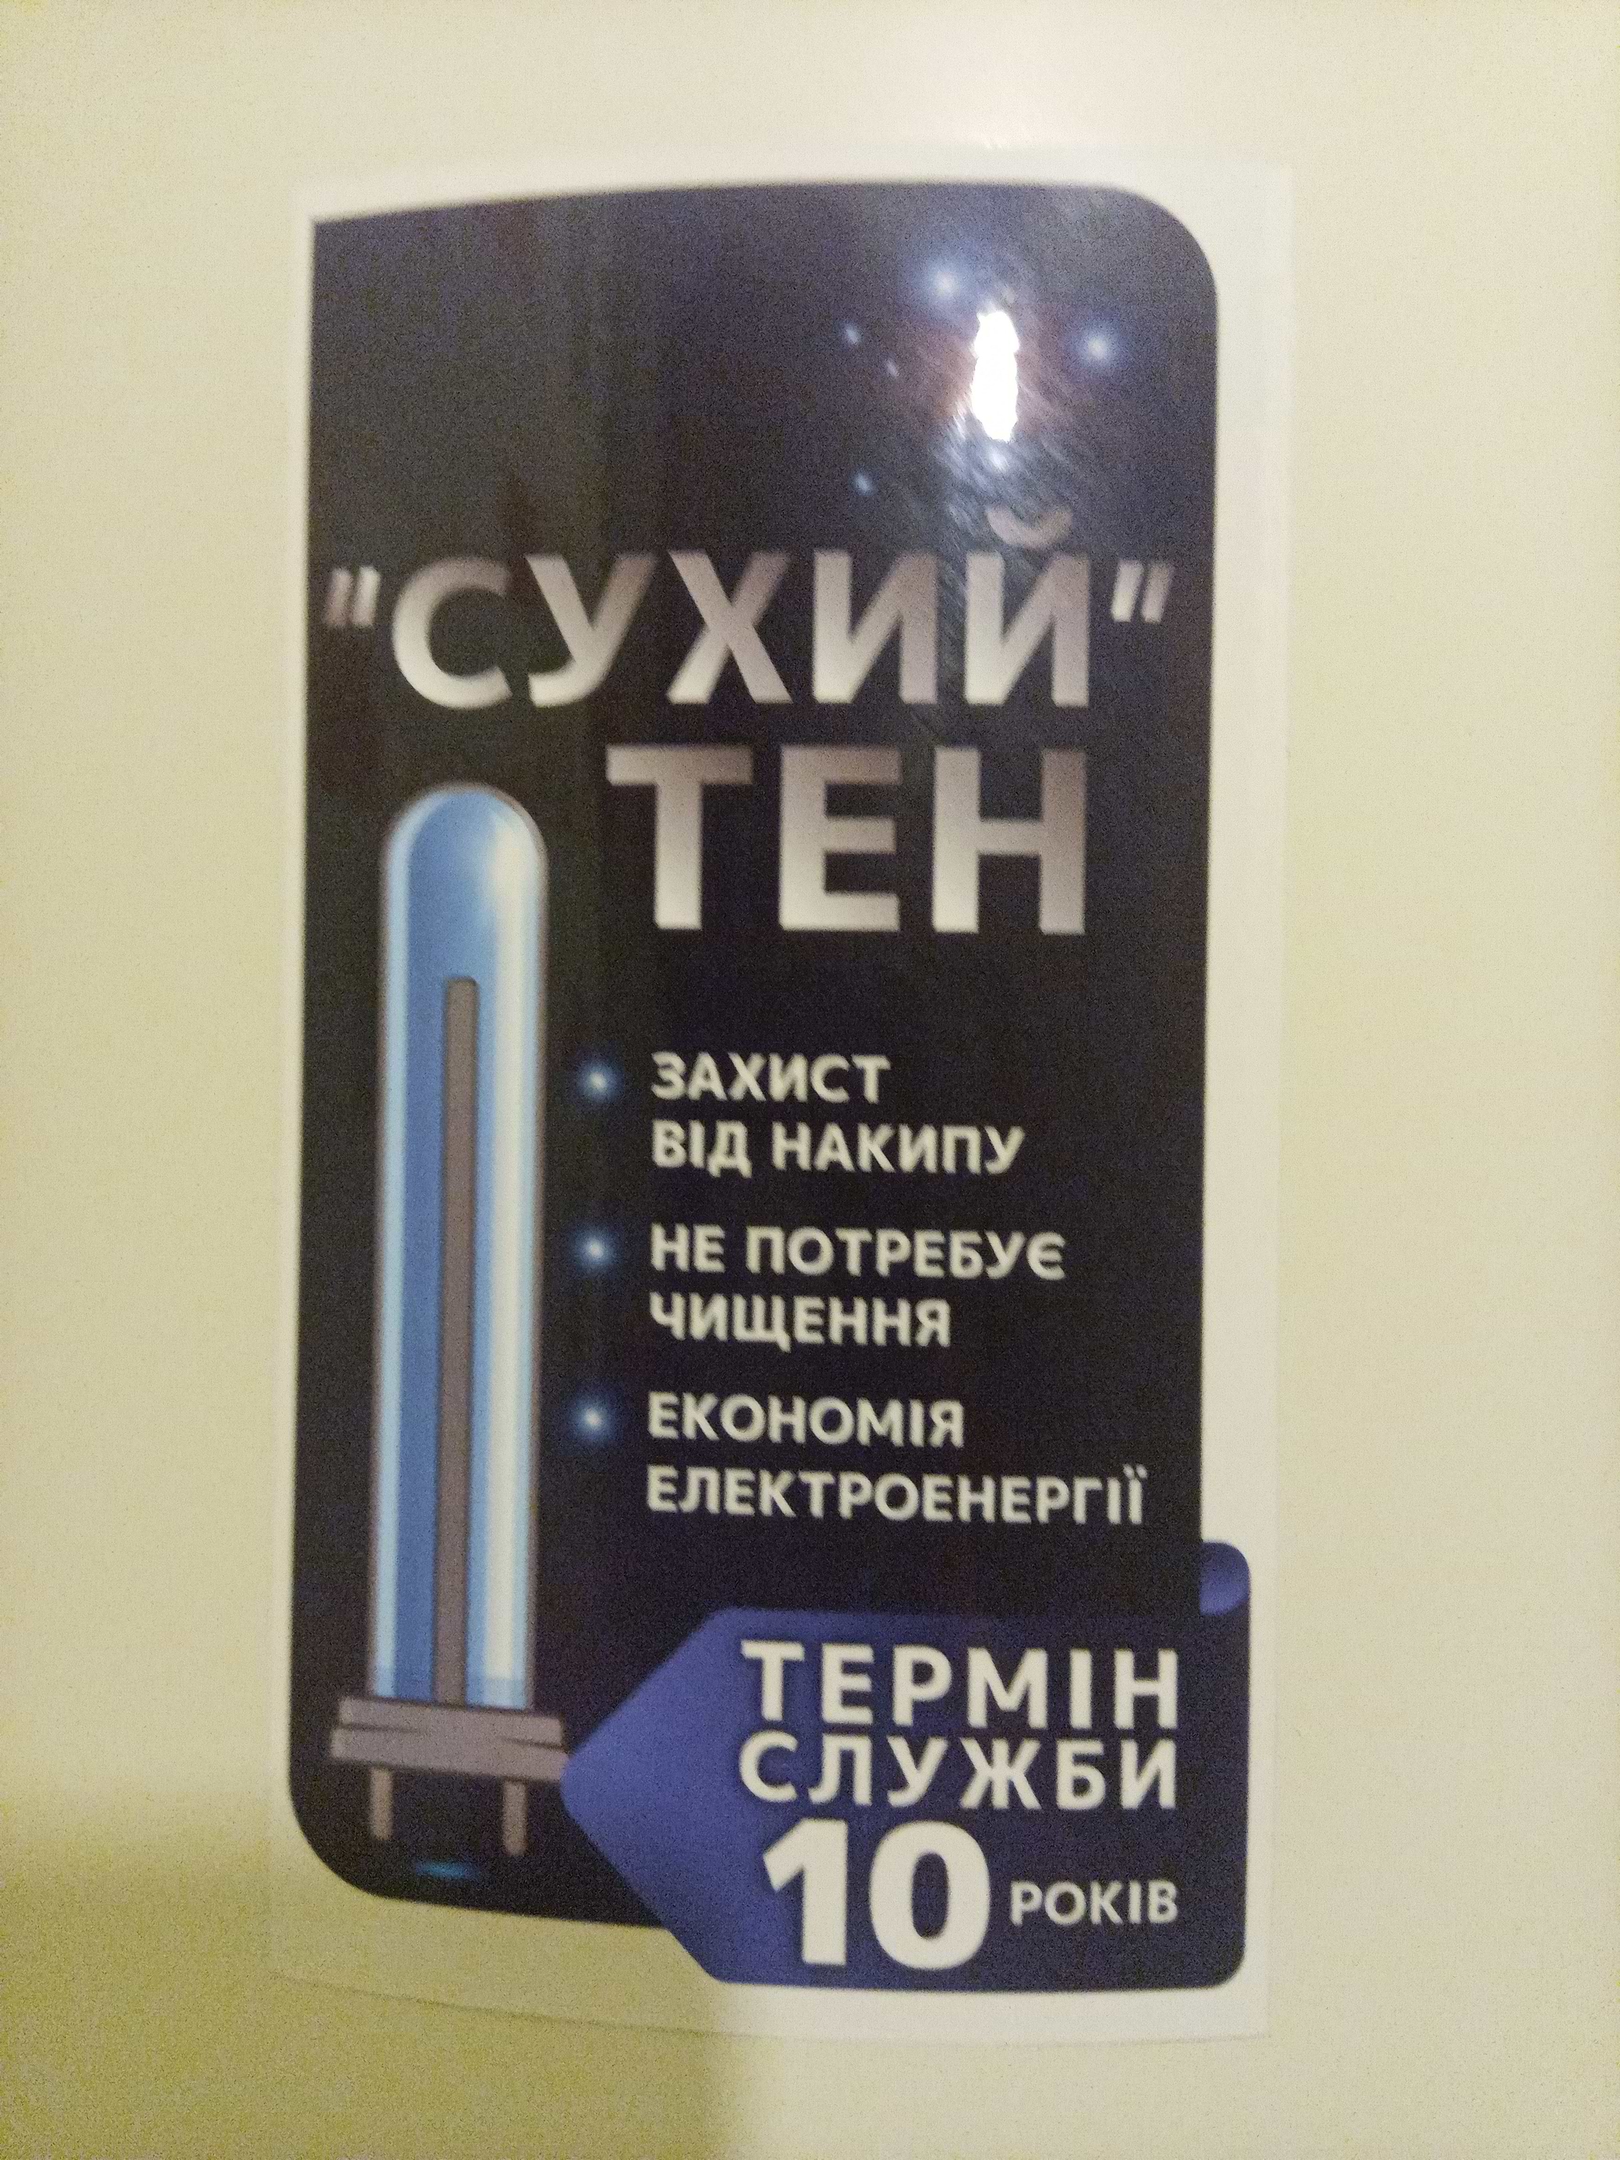 "СУХИЙ"
ТЕН
ЗАХИСТ
ВІД НАКИПУ
НЕ ПОТРЕБУЄ
ЧИЩЕННЯ
ЕКОНОМІЯ
ЕЛЕКТРОЕНЕРГІЇ
ТЕРМІН
СЛУЖБИ
10 РОКІВ